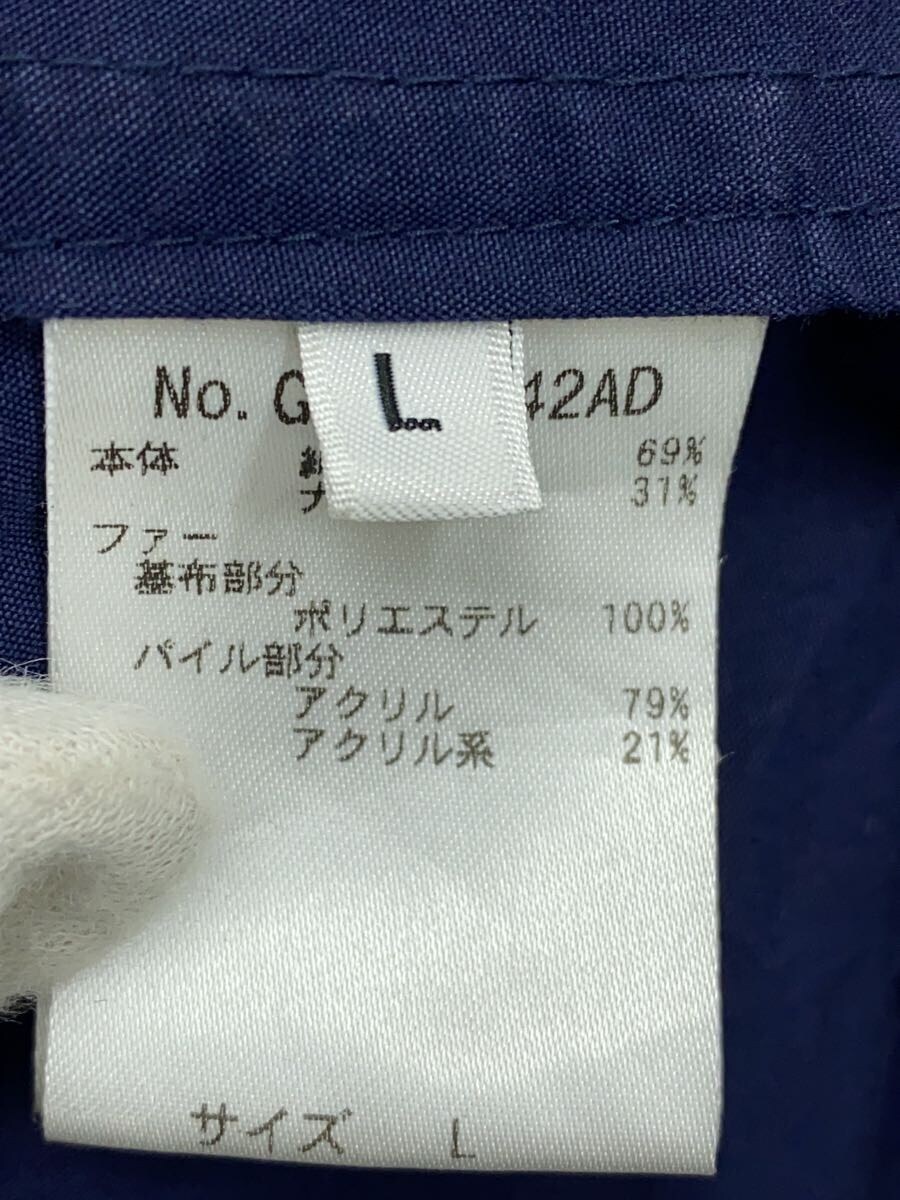 L
No. G 42AD
本体 69%
ナ 31%
ファー
基布部分
ポリエステル 100%
パイル部分
アクリル 79%
アクリル系 21%
サイズ L